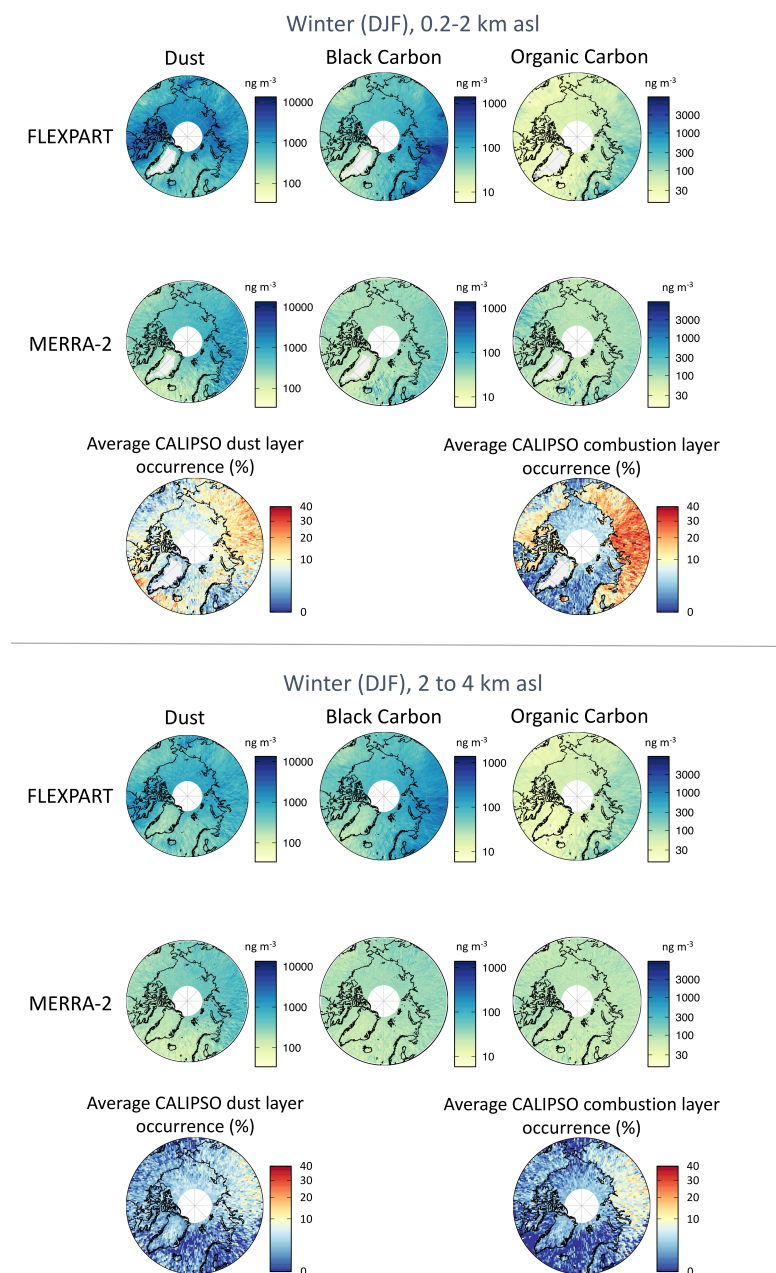 Winter (DJF), 0.2-2 km asl
Dust
Black Carbon
Organic Carbon
FLEXPART
ng m-3
10000
1000
100
ng m-3
1000
100
10
ng m-3
3000
1000
300
100
30
MERRA-2
ng m-3
10000
1000
100
ng m-3
1000
100
10
ng m-3
3000
1000
300
100
30
Average CALIPSO dust layer
occurrence (%)
40
30
20
10
0
Average CALIPSO combustion layer
occurrence (%)
40
30
20
10
0
Winter (DJF), 2 to 4 km asl
Dust
Black Carbon
Organic Carbon
FLEXPART
ng m-3
10000
1000
100
ng m-3
1000
100
10
ng m-3
3000
1000
300
100
30
MERRA-2
ng m-3
10000
1000
100
ng m-3
1000
100
10
ng m-3
3000
1000
300
100
30
Average CALIPSO dust layer
occurrence (%)
40
30
20
10
0
Average CALIPSO combustion layer
occurrence (%)
40
30
20
10
0